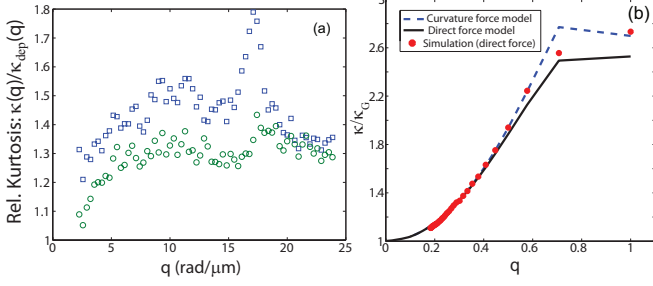 (a)
Rel. Kurtosis: κ(q)/κdep(q)
1.8
1.7
1.6
1.5
1.4
1.3
1.2
1.1
1
0
5
10
15
20
25
q (rad/μm)
(b)
Curvature force model
Direct force model
Simulation (direct force)
κ/κG
2.6
2.2
1.8
1.4
1
0
0.2
0.4
0.6
0.8
1
q